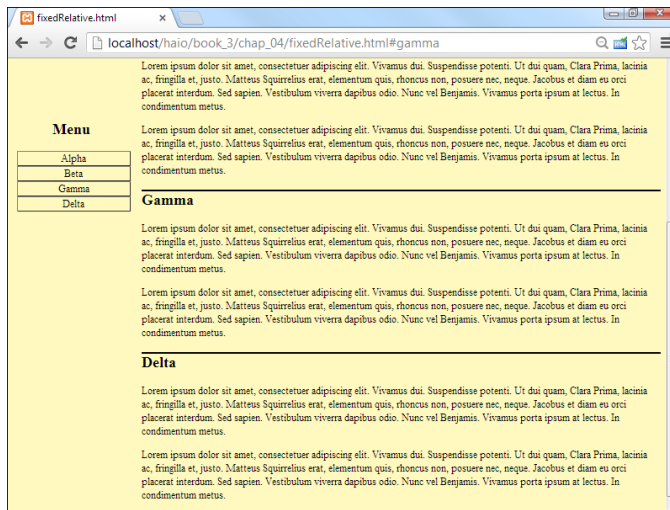 fixedRelative.html
localhost/haio/book_3/chap_04/fixedRelative.html#gamma
Menu
Alpha
Beta
Gamma
Delta
Lorem ipsum dolor sit amet, consectetuer adipiscing elit. Vivamus dui. Suspendisse potenti. Ut dui quam, Clara Prima, lacinia
ac, fringilla et, justo. Matteus Squirrelius erat, elementum quis, rhoncus non, posuere nec, neque. Jacobus et diam eu orci
placerat interdum. Sed sapien. Vestibulum viverra dapibus odio. Nunc vel Benjamis. Vivamus porta ipsum at lectus. In
condimentum metus.
Lorem ipsum dolor sit amet, consectetuer adipiscing elit. Vivamus dui. Suspendisse potenti. Ut dui quam, Clara Prima, lacinia
ac, fringilla et, justo. Matteus Squirrelius erat, elementum quis, rhoncus non, posuere nec, neque. Jacobus et diam eu orci
placerat interdum. Sed sapien. Vestibulum viverra dapibus odio. Nunc vel Benjamis. Vivamus porta ipsum at lectus. In
condimentum metus.
Gamma
Lorem ipsum dolor sit amet, consectetuer adipiscing elit. Vivamus dui. Suspendisse potenti. Ut dui quam, Clara Prima, lacinia
ac, fringilla et, justo. Matteus Squirrelius erat, elementum quis, rhoncus non, posuere nec, neque. Jacobus et diam eu orci
placerat interdum. Sed sapien. Vestibulum viverra dapibus odio. Nunc vel Benjamis. Vivamus porta ipsum at lectus. In
condimentum metus.
Lorem ipsum dolor sit amet, consectetuer adipiscing elit. Vivamus dui. Suspendisse potenti. Ut dui quam, Clara Prima, lacinia
ac, fringilla et, justo. Matteus Squirrelius erat, elementum quis, rhoncus non, posuere nec, neque. Jacobus et diam eu orci
placerat interdum. Sed sapien. Vestibulum viverra dapibus odio. Nunc vel Benjamis. Vivamus porta ipsum at lectus. In
condimentum metus.
Delta
Lorem ipsum dolor sit amet, consectetuer adipiscing elit. Vivamus dui. Suspendisse potenti. Ut dui quam, Clara Prima, lacinia
ac, fringilla et, justo. Matteus Squirrelius erat, elementum quis, rhoncus non, posuere nec, neque. Jacobus et diam eu orci
placerat interdum. Sed sapien. Vestibulum viverra dapibus odio. Nunc vel Benjamis. Vivamus porta ipsum at lectus. In
condimentum metus.
Lorem ipsum dolor sit amet, consectetuer adipiscing elit. Vivamus dui. Suspendisse potenti. Ut dui quam, Clara Prima, lacinia
ac, fringilla et, justo. Matteus Squirrelius erat, elementum quis, rhoncus non, posuere nec, neque. Jacobus et diam eu orci
placerat interdum. Sed sapien. Vestibulum viverra dapibus odio. Nunc vel Benjamis. Vivamus porta ipsum at lectus. In
condimentum metus.